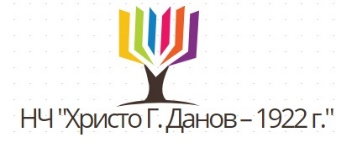 НЧ "Христо Г. Данов – 1922 г."